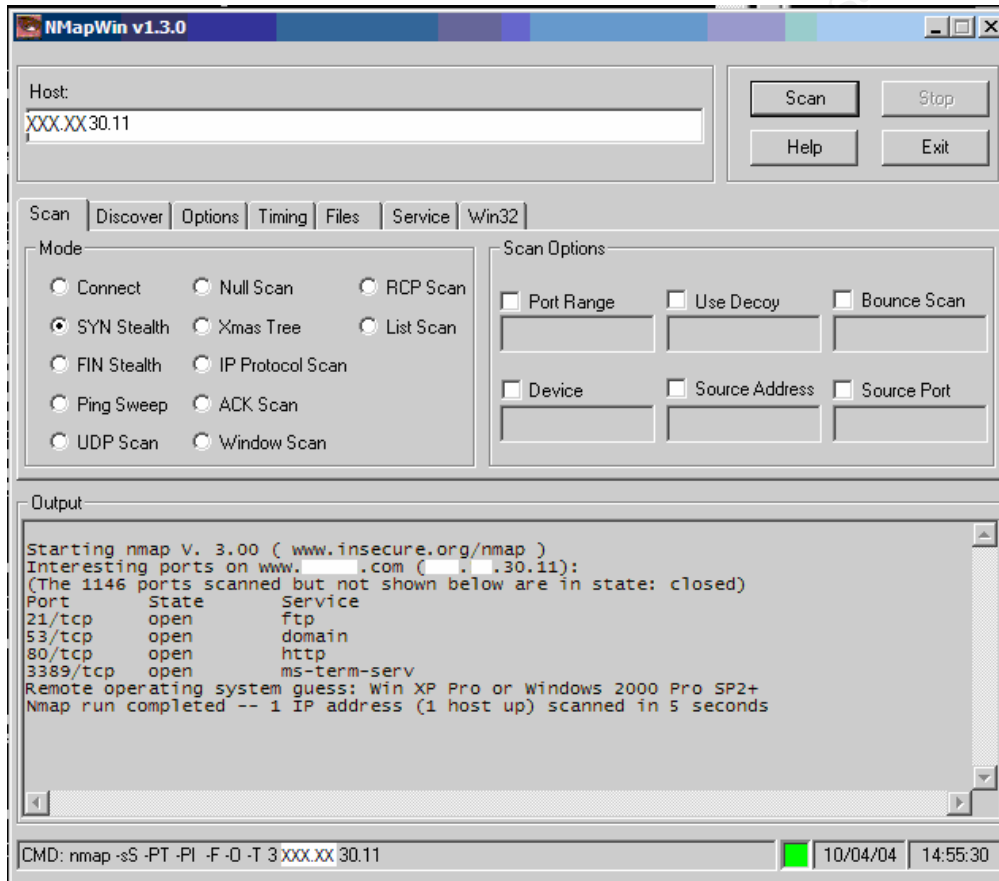 NMapWin v1.3.0
Host:
XXX.XX 30.11
Scan Stop
Help Exit
Scan Discover Options Timing Files Service Win32
Mode
Connect Null Scan RCP Scan
SYN Stealth Xmas Tree List Scan
FIN Stealth IP Protocol Scan
Ping Sweep ACK Scan
UDP Scan Window Scan
Scan Options
Port Range Use Decoy Bounce Scan
Device Source Address Source Port
Output
Starting nmap V. 3.00 ( www.insecure.org/nmap )
Interesting ports on www. .com ( . .30.11):
(The 1146 ports scanned but not shown below are in state: closed)
Port State Service
21/tcp open ftp
53/tcp open domain
80/tcp open http
3389/tcp open ms-term-serv
Remote operating system guess: Win XP Pro or Windows 2000 Pro SP2+
Nmap run completed -- 1 IP address (1 host up) scanned in 5 seconds
CMD: nmap -sS -PT -PI -F -O -T 3 XXX.XX 30.11 10/04/04 14:55:30